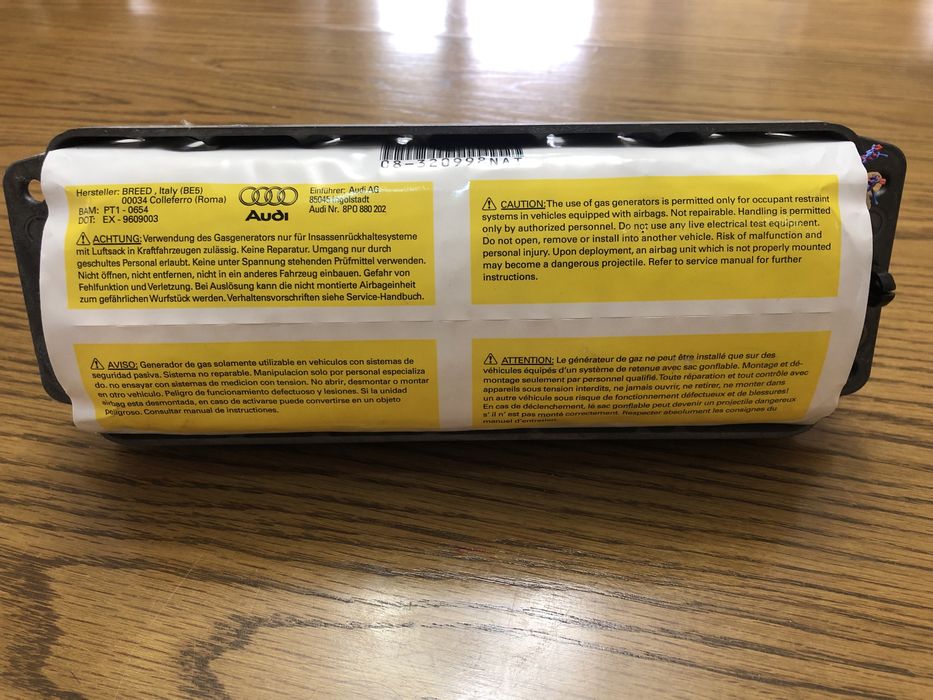 08-320992NAT
Hersteller: BREED , Italy (BE5)
00034 Colleferro (Roma)
BAM: PT1 - 0654
DOT: EX - 9609003
Audi
Einführer: Audi AG
85045 Ingolstadt
Audi Nr. 8P0 880 202
ACHTUNG: Verwendung des Gasgenerators nur für Insassenrückhaltesysteme
mit Luftsack in Kraftfahrzeugen zulässig. Keine Reparatur. Umgang nur durch
geschultes Personal erlaubt. Keine unter Spannung stehenden Prüfmittel verwenden.
Nicht öffnen, nicht entfernen, nicht in ein anderes Fahrzeug einbauen. Gefahr von
Fehlfunktion und Verletzung. Bei Auslösung kann die nicht montierte Airbageinheit
zum gefährlichen Wurfstück werden. Verhaltensvorschriften siehe Service-Handbuch.
CAUTION: The use of gas generators is permitted only for occupant restraint
systems in vehicles equipped with airbags. Not repairable. Handling is permitted
only by authorized personnel. Do not use any live electrical test equipment.
Do not open, remove or install into another vehicle. Risk of malfunction and
personal injury. Upon deployment, an airbag unit which is not properly mounted
may become a dangerous projectile. Refer to service manual for further
instructions.
AVISO: Generador de gas solamente utilizable en vehiculos con sistemas de
seguridad pasiva. Sistema no reparable. Manipulacion solo por personal especializa
do. no ensayar con sistemas de medicion con tension. No abrir, desmontar o montar
en otro vehiculo. Peligro de funcionamiento defectuoso y lesiones. Si la unidad
airbag esta desmontada, en caso de activarse puede convertirse en un objeto
peligroso. Consultar manual de instrucciones.
ATTENTION: Le générateur de gaz ne peut être installé que sur des
véhicules équipés d'un système de retenue avec sac gonflable. Montage et dé-
montage seulement par personnel qualifié. Toute réparation et tout contrôle avec
appareils sous tension interdits, ne jamais ouvrir, ne retirer, ne monter dans
un autre véhicule sous risque de fonctionnement défectueux et de blessures!
En cas de déclenchement, lé sac gonflable peut devenir un projectile dangereux
s' il n' est pas monté correctement. Respecter absolument les consignes du
manuel d'entretien.